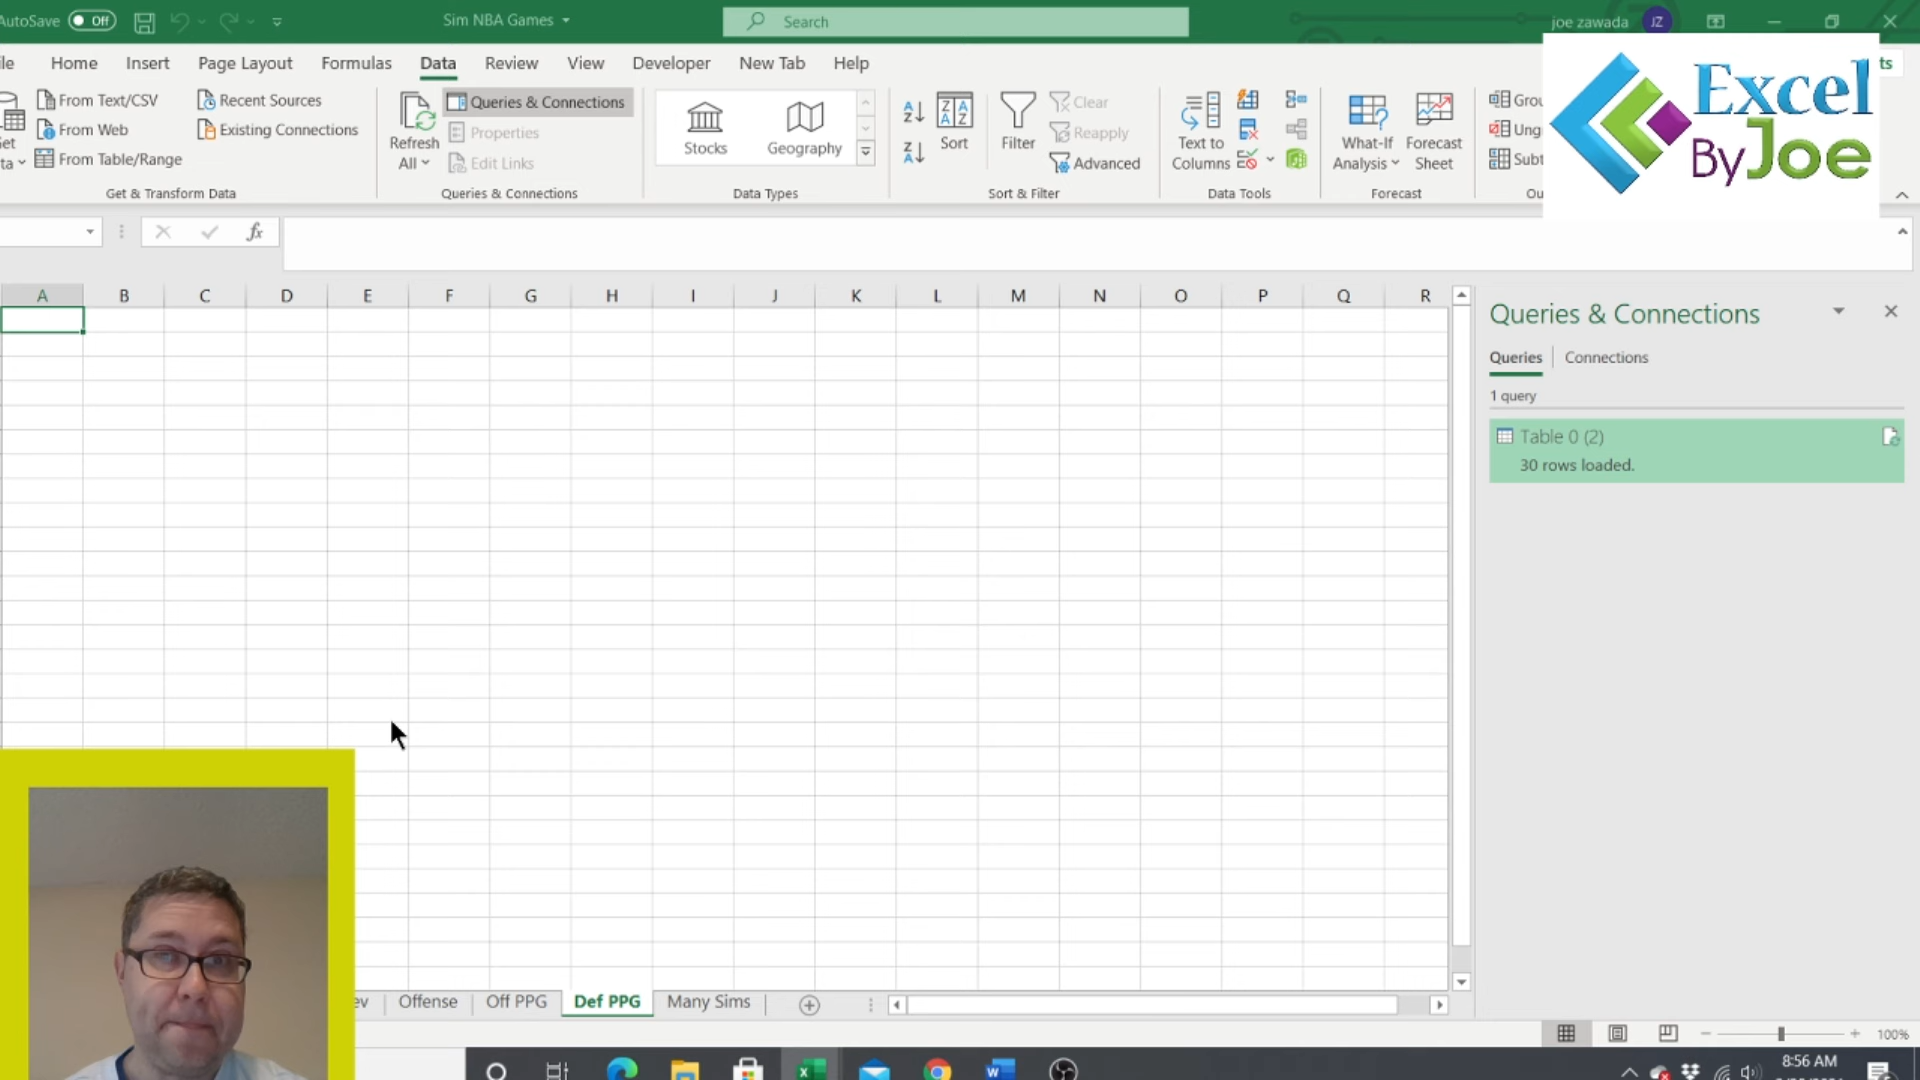 AutoSave Off Sim NBA Games Search joe zawada JZ
Home Insert Page Layout Formulas Data Review View Developer New Tab Help
From Text/CSV
From Web
From Table/Range
Get & Transform Data
Recent Sources
Existing Connections
Refresh
All
Queries & Connections
Properties
Edit Links
Queries & Connections
Stocks Geography
Data Types
Sort
Filter
Clear
Reapply
Advanced
Sort & Filter
Text to
Columns
Data Tools
What-If
Analysis
Forecast
Sheet
Forecast
Excel
By Joe
fx
A B C D E F G H I J K L M N O P Q R
Queries & Connections
Queries Connections
1 query
Table 0 (2)
30 rows loaded.
Offense Off PPG Def PPG Many Sims
100%
8:56 AM